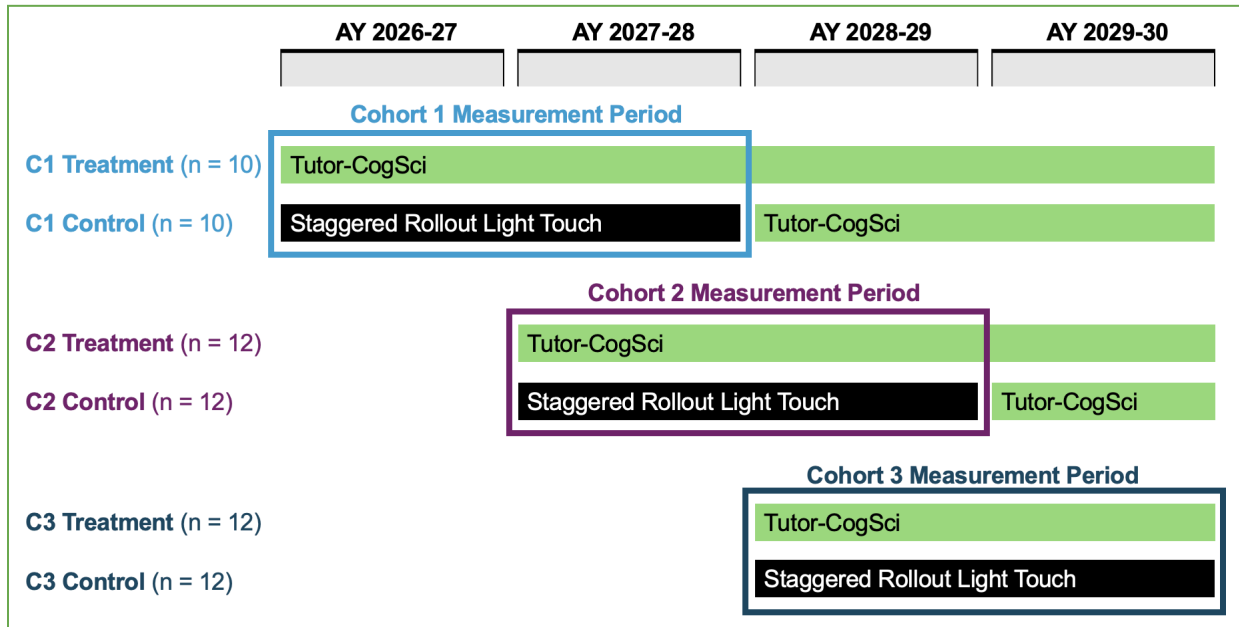 AY 2026-27 AY 2027-28 AY 2028-29 AY 2029-30
Cohort 1 Measurement Period
C1 Treatment (n = 10) Tutor-CogSci
C1 Control (n = 10) Staggered Rollout Light Touch Tutor-CogSci
Cohort 2 Measurement Period
C2 Treatment (n = 12) Tutor-CogSci
C2 Control (n = 12) Staggered Rollout Light Touch Tutor-CogSci
Cohort 3 Measurement Period
C3 Treatment (n = 12) Tutor-CogSci
C3 Control (n = 12) Staggered Rollout Light Touch